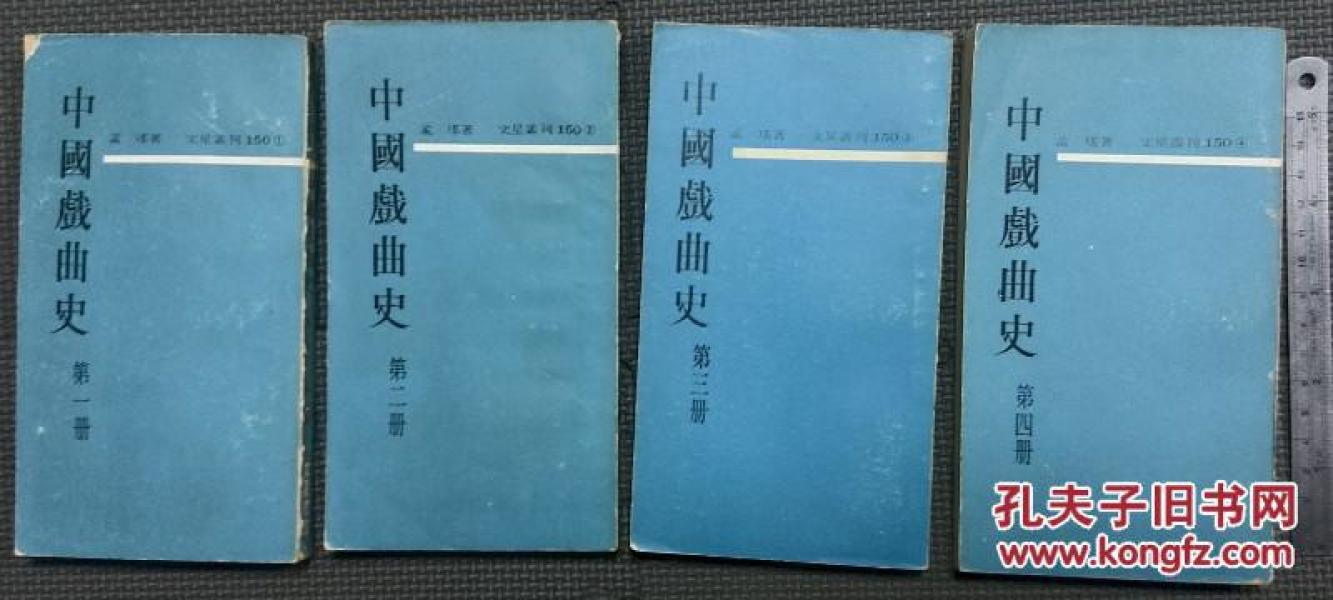 中國戲曲史
第一册
孟瑤著 文星叢刊150①
中國戲曲史
第二册
孟瑤著 文星叢刊150②
中國戲曲史
第三册
孟瑤著 文星叢刊150③
中國戲曲史
第四册
孟瑤著 文星叢刊150④
孔夫子旧书网
www.kongfz.com